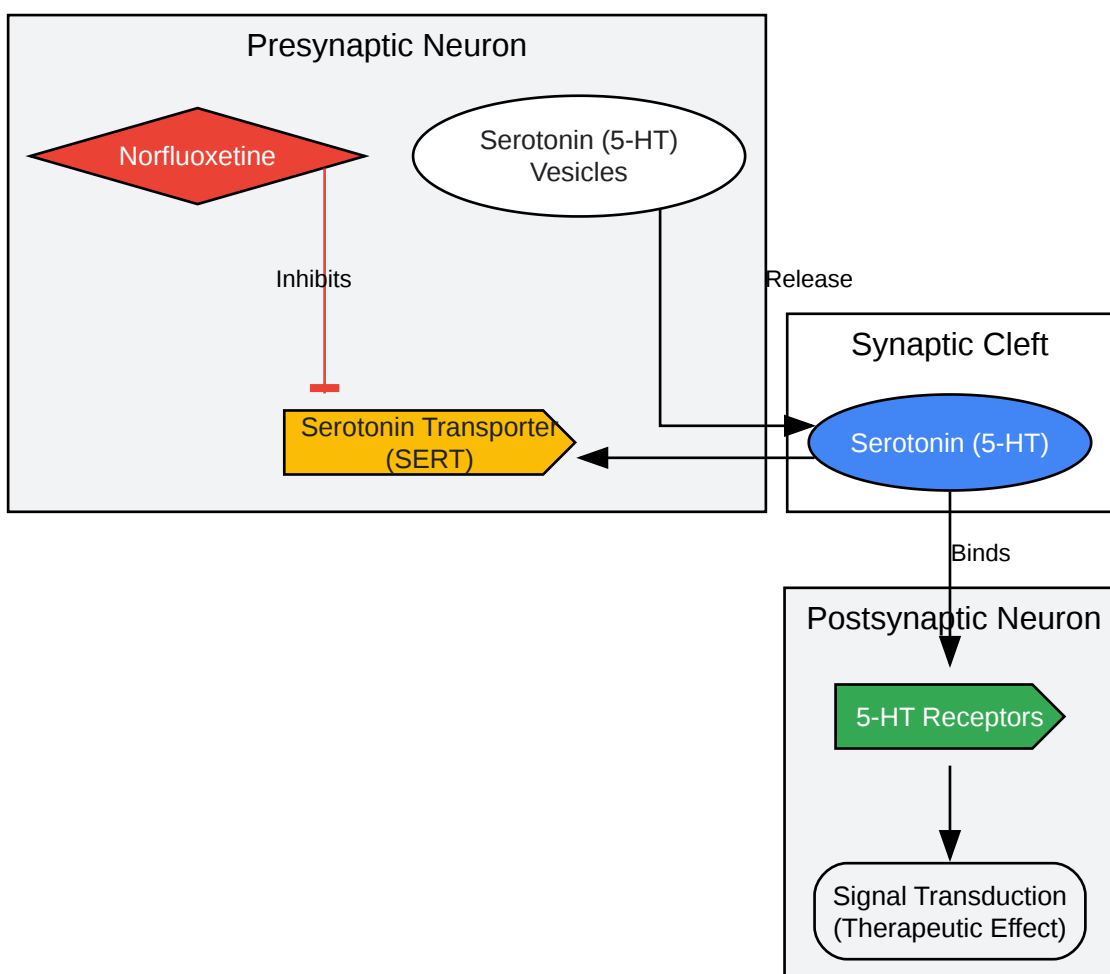 Presynaptic Neuron
Norfluoxetine
Serotonin (5-HT)
Vesicles
Inhibits
Release
Synaptic Cleft
Serotonin Transporter
(SERT)
Serotonin (5-HT)
Binds
Postsynaptic Neuron
5-HT Receptors
Signal Transduction
(Therapeutic Effect)